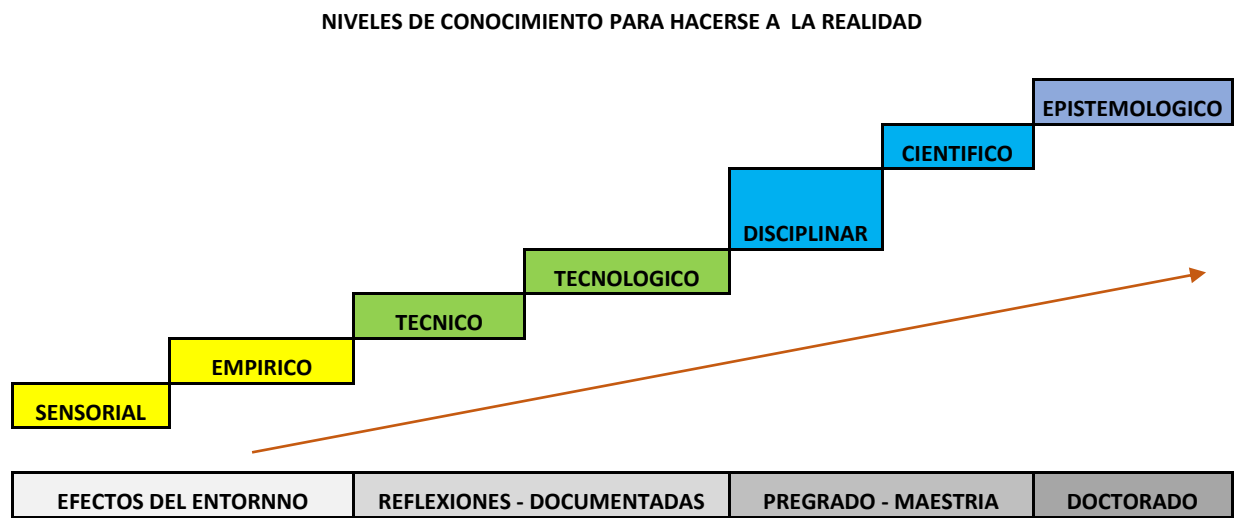 NIVELES DE CONOCIMIENTO PARA HACERSE A LA REALIDAD
EPISTEMOLOGICO
CIENTIFICO
DISCIPLINAR
TECNOLOGICO
TECNICO
EMPIRICO
SENSORIAL
EFECTOS DEL ENTORNNO REFLEXIONES - DOCUMENTADAS PREGRADO - MAESTRIA DOCTORADO